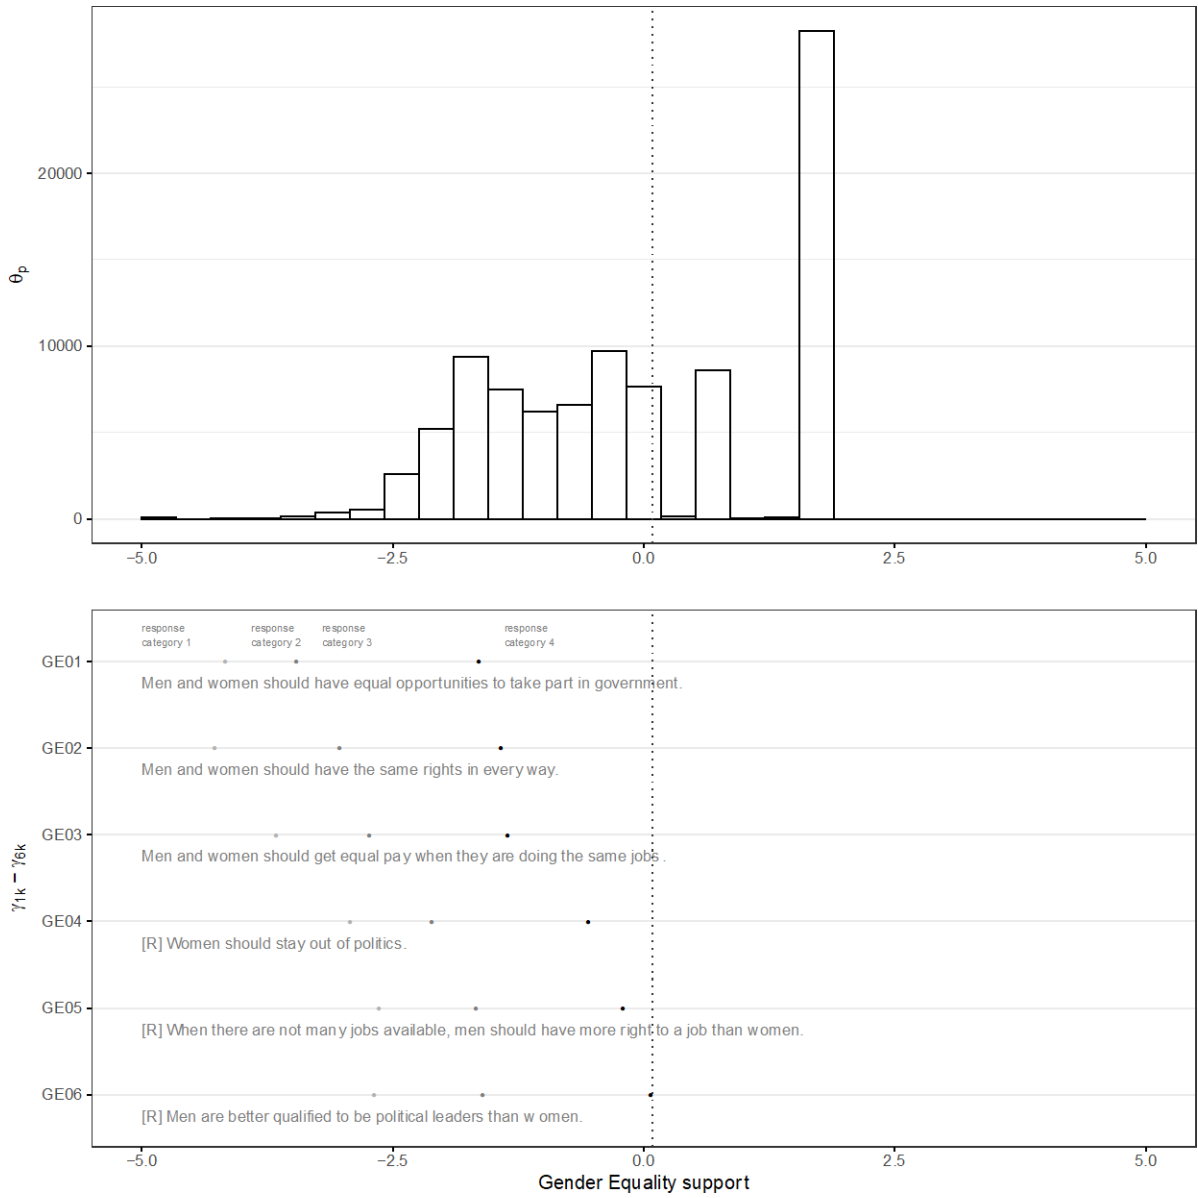 20000
10000
0
θp
−5.0 −2.5 0.0 2.5 5.0
response response response response
category 1 category 2 category 3 category 4
GE01
Men and women should have equal opportunities to take part in government.
GE02
Men and women should have the same rights in every way.
GE03
Men and women should get equal pay when they are doing the same jobs.
γ1k − γ6k
GE04
[R] Women should stay out of politics.
GE05
[R] When there are not many jobs available, men should have more right to a job than women.
GE06
[R] Men are better qualified to be political leaders than women.
−5.0 −2.5 0.0 2.5 5.0
Gender Equality support